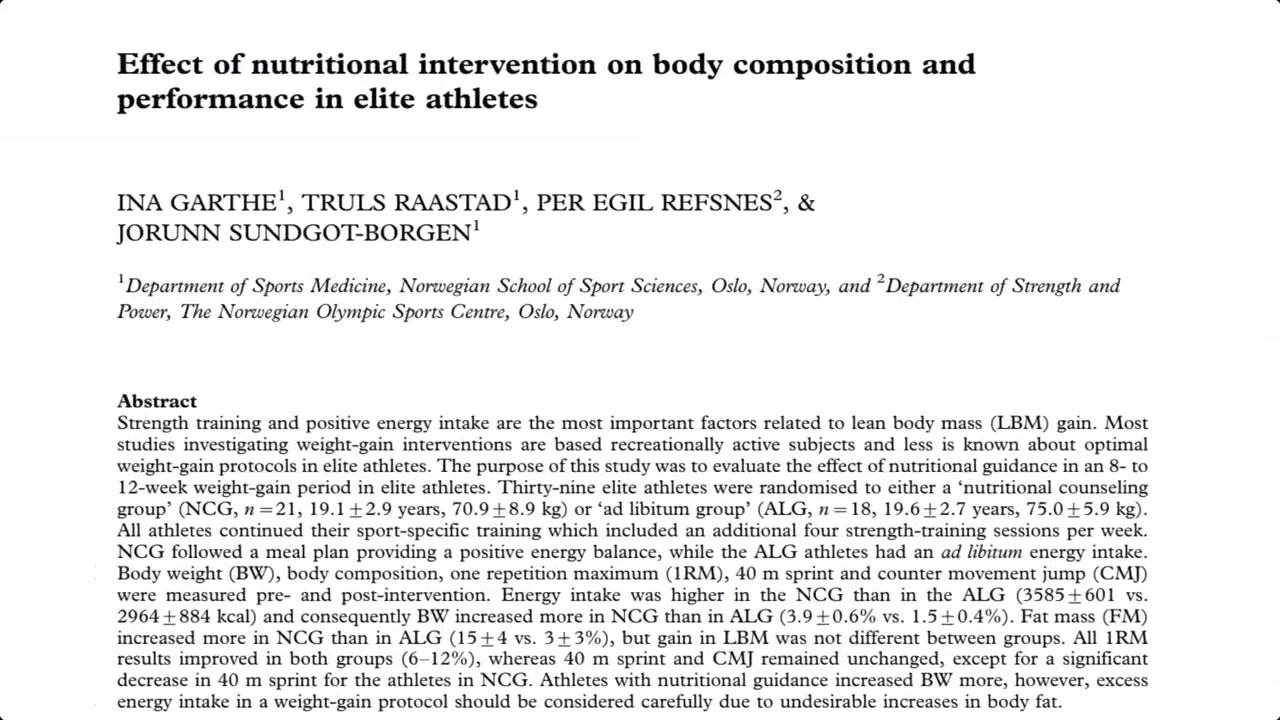 Effect of nutritional intervention on body composition and
performance in elite athletes
INA GARTHE¹, TRULS RAASTAD¹, PER EGIL REFSNES², &
JORUNN SUNDGOT-BORGEN¹
¹Department of Sports Medicine, Norwegian School of Sport Sciences, Oslo, Norway, and ²Department of Strength and
Power, The Norwegian Olympic Sports Centre, Oslo, Norway
Abstract
Strength training and positive energy intake are the most important factors related to lean body mass (LBM) gain. Most
studies investigating weight-gain interventions are based recreationally active subjects and less is known about optimal
weight-gain protocols in elite athletes. The purpose of this study was to evaluate the effect of nutritional guidance in an 8- to
12-week weight-gain period in elite athletes. Thirty-nine elite athletes were randomised to either a 'nutritional counseling
group' (NCG, n=21, 19.1±2.9 years, 70.9±8.9 kg) or 'ad libitum group' (ALG, n=18, 19.6±2.7 years, 75.0±5.9 kg).
All athletes continued their sport-specific training which included an additional four strength-training sessions per week.
NCG followed a meal plan providing a positive energy balance, while the ALG athletes had an ad libitum energy intake.
Body weight (BW), body composition, one repetition maximum (1RM), 40 m sprint and counter movement jump (CMJ)
were measured pre- and post-intervention. Energy intake was higher in the NCG than in the ALG (3585±601 vs.
2964±884 kcal) and consequently BW increased more in NCG than in ALG (3.9±0.6% vs. 1.5±0.4%). Fat mass (FM)
increased more in NCG than in ALG (15±4 vs. 3±3%), but gain in LBM was not different between groups. All 1RM
results improved in both groups (6–12%), whereas 40 m sprint and CMJ remained unchanged, except for a significant
decrease in 40 m sprint for the athletes in NCG. Athletes with nutritional guidance increased BW more, however, excess
energy intake in a weight-gain protocol should be considered carefully due to undesirable increases in body fat.